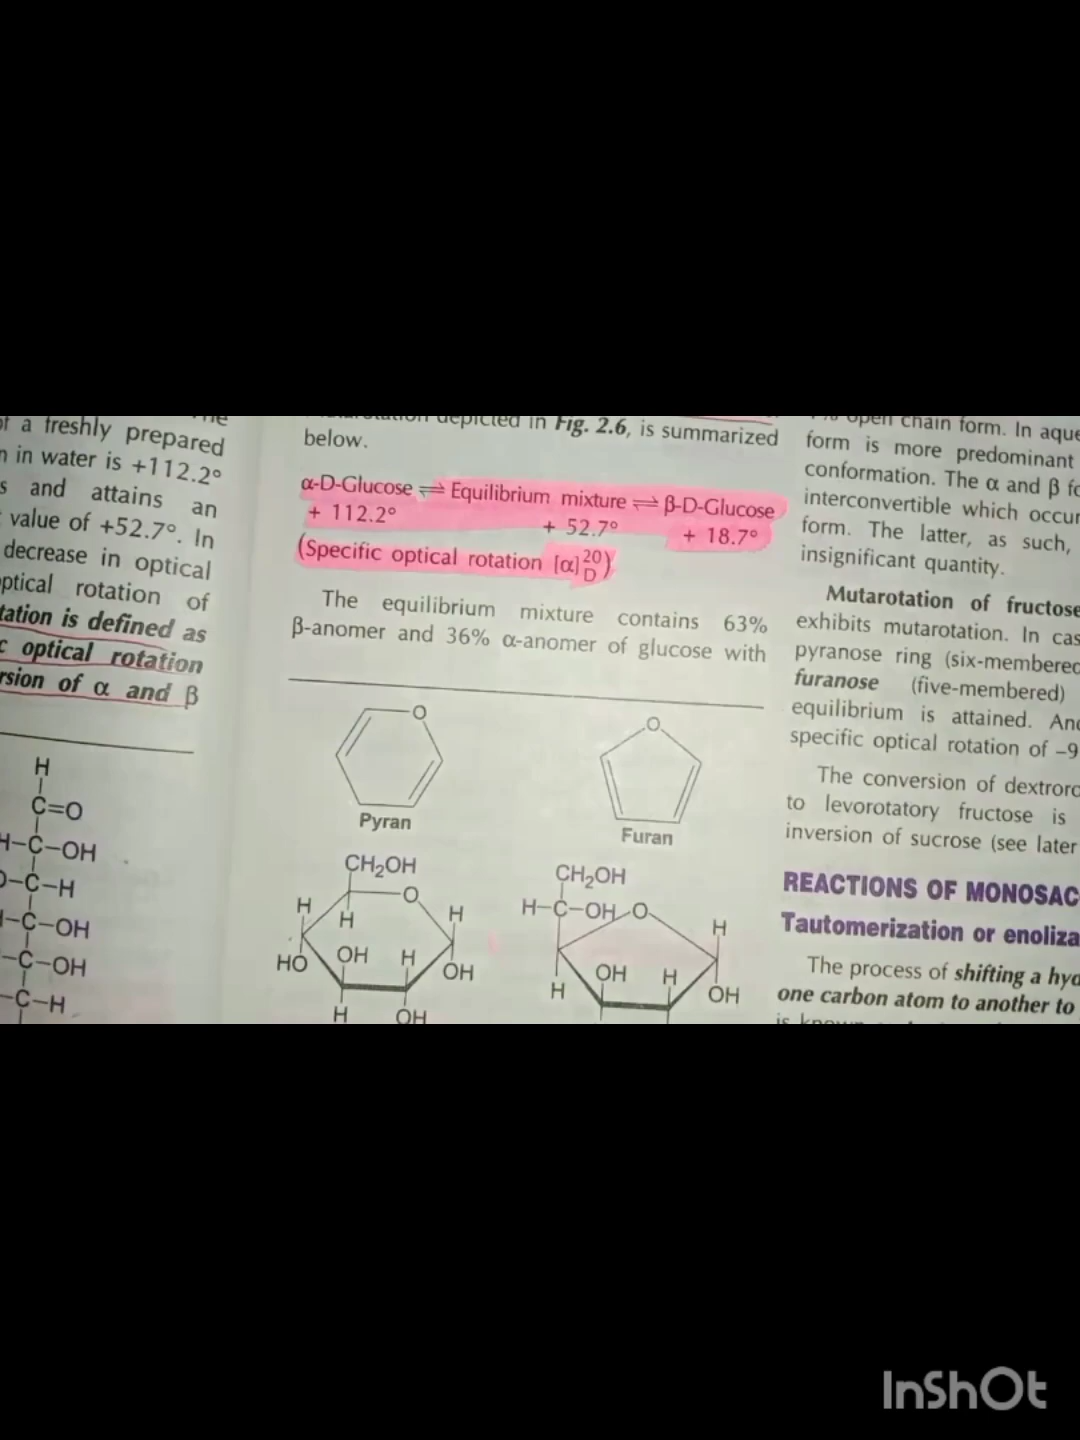 a freshly prepared
in water is +112.2°
and attains an
value of +52.7°. In
decrease in optical
optical rotation of
tation is defined as
c optical rotation
rsion of α and β
H
C=O
H-C-OH
-C-H
-C-OH
-C-OH
-C-H
depicted in Fig. 2.6, is summarized
below.
α-D-Glucose ⇌ Equilibrium mixture ⇌ β-D-Glucose
+ 112.2° + 52.7° + 18.7°
(Specific optical rotation [α]20D)
The equilibrium mixture contains 63%
β-anomer and 36% α-anomer of glucose with
O
Pyran
O
Furan
CH₂OH
O
H
H
H
HO
OH
H
OH
H
OH
CH₂OH
H-C-OH
O
H
H
OH
H
OH
open chain form. In aque
form is more predominant
conformation. The α and β fo
interconvertible which occur
form. The latter, as such,
insignificant quantity.
Mutarotation of fructose
exhibits mutarotation. In cas
pyranose ring (six-membered
furanose (five-membered)
equilibrium is attained. And
specific optical rotation of –9
The conversion of dextroro
to levorotatory fructose is
inversion of sucrose (see later
REACTIONS OF MONOSAC
Tautomerization or enoliza
The process of shifting a hyd
one carbon atom to another to
InShOt